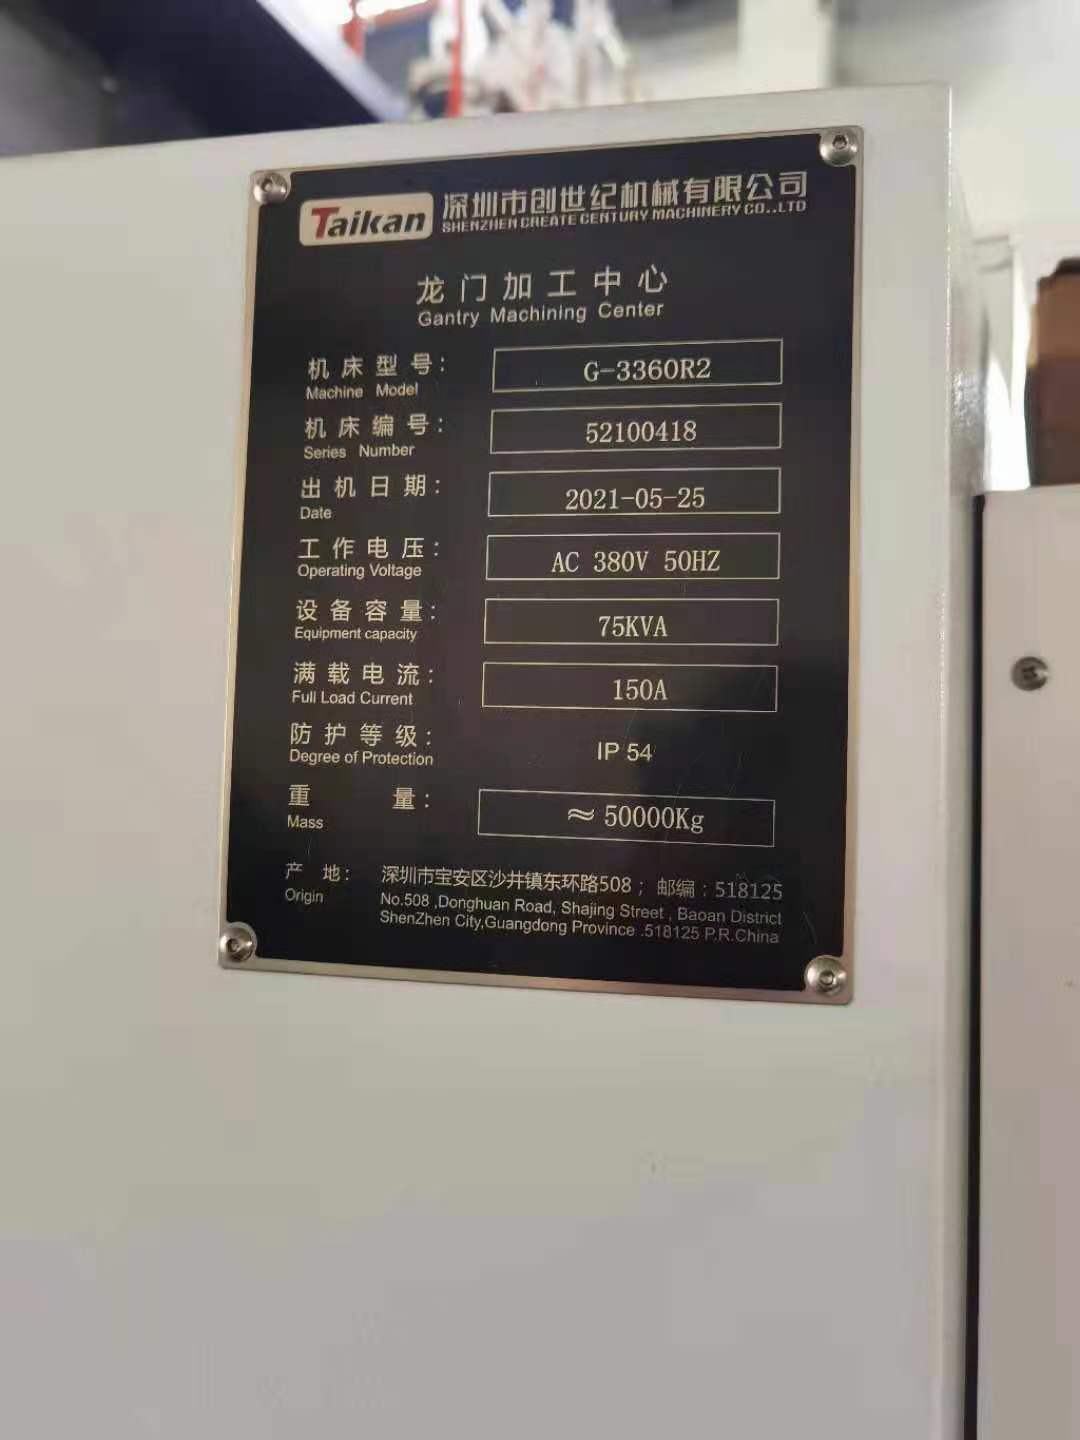 Taikan 深圳市创世纪机械有限公司
SHENZHEN CREATE CENTURY MACHINERY CO.,LTD
龙门加工中心
Gantry Machining Center
机床型号: G-3360R2
Machine Model
机床编号: 52100418
Series Number
出机日期: 2021-05-25
Date
工作电压: AC 380V 50HZ
Operating Voltage
设备容量: 75KVA
Equipment capacity
满载电流: 150A
Full Load Current
防护等级: IP 54
Degree of Protection
重量: ≈50000Kg
Mass
产地: 深圳市宝安区沙井镇东环路508；邮编：518125
Origin No.508 ,Donghuan Road, Shajing Street , Baoan District
ShenZhen City,Guangdong Province .518125 P.R.China